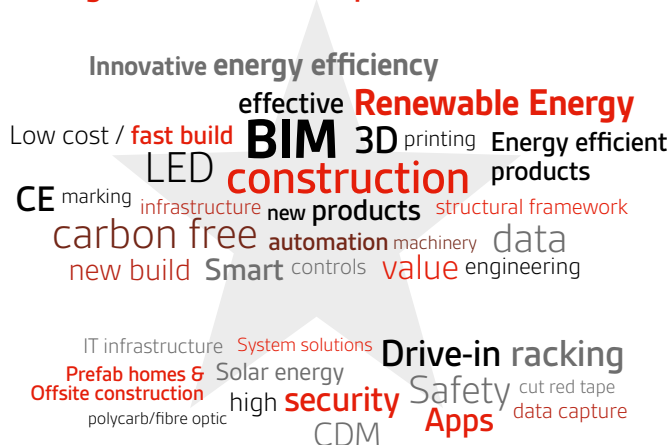 Innovative energy efficiency
effective Renewable Energy
Low cost / fast build BIM 3D printing Energy efficient products
LED construction
CE marking infrastructure new products structural framework
carbon free automation machinery data
new build Smart controls value engineering
IT infrastructure System solutions Drive-in racking
Prefab homes &
Offsite construction
Solar energy
high security Safety cut red tape
polycarb/fibre optic
CDM Apps data capture